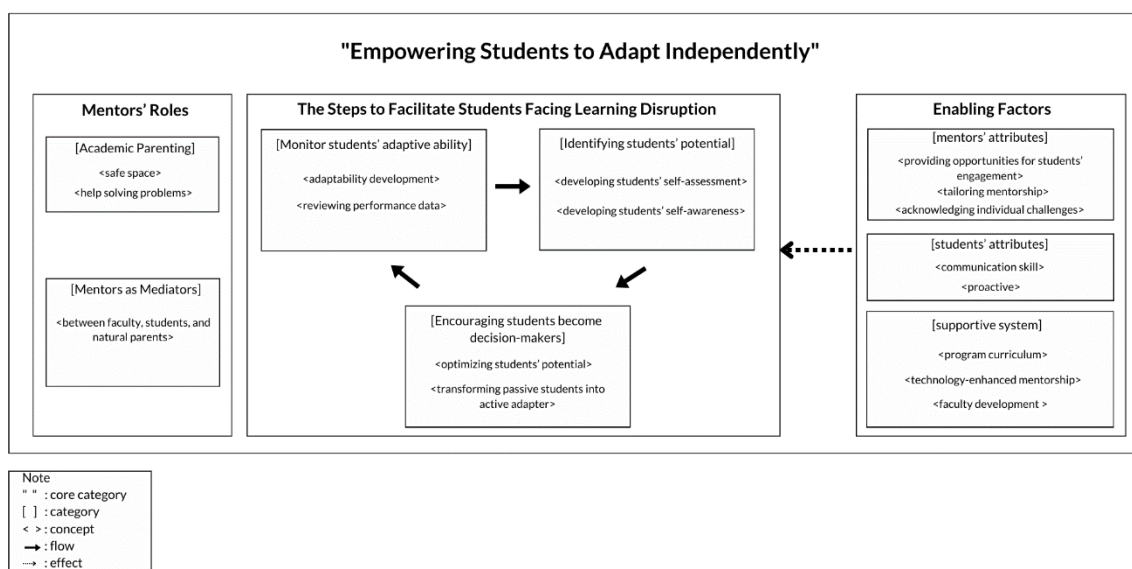 "Empowering Students to Adapt Independently"
Mentors' Roles
[Academic Parenting]
<safe space>
<help solving problems>
[Mentors as Mediators]
<between faculty, students, and
natural parents>
The Steps to Facilitate Students Facing Learning Disruption
[Monitor students' adaptive ability]
<adaptability development>
<reviewing performance data>
[Identifying students' potential]
<developing students' self-assessment>
<developing students' self-awareness>
[Encouraging students become
decision-makers]
<optimizing students' potential>
<transforming passive students into
active adapter>
Enabling Factors
[mentors' attributes]
<providing opportunities for students'
engagement>
<tailoring mentorship>
<acknowledging individual challenges>
[students' attributes]
<communication skill>
<proactive>
[supportive system]
<program curriculum>
<technology-enhanced mentorship>
<faculty development >
Note
" " : core category
[ ] : category
< > : concept
→ : flow
⇢ : effect